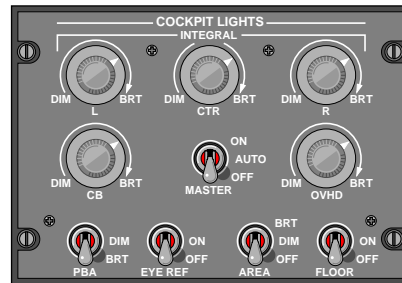 COCKPIT LIGHTS
INTEGRAL
DIM BRT DIM BRT DIM BRT
L CTR R
ON
AUTO
DIM BRT OFF DIM BRT
CB MASTER OVHD
BRT
DIM ON DIM ON
BRT OFF OFF OFF
PBA EYE REF AREA FLOOR